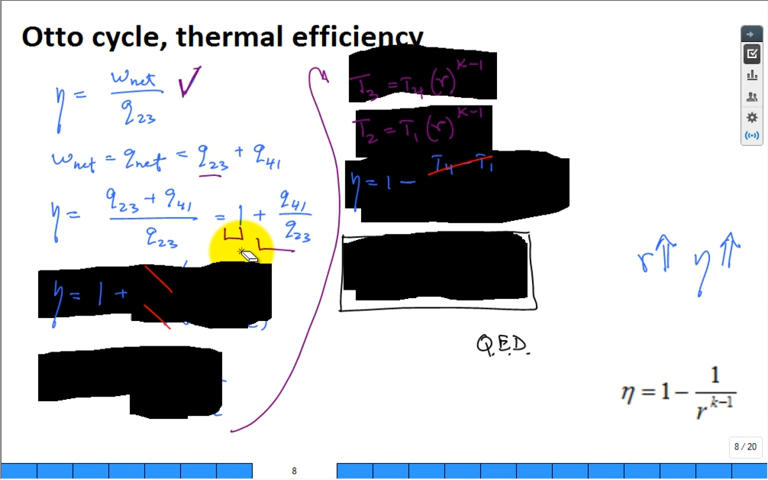 Otto cycle, thermal efficiency
η = w_net / q_23 ✓
w_net = q_net = q_23 + q_41
η = (q_23 + q_41) / q_23 = 1 + q_41 / q_23
η = 1 +
T_3 = T_4 (r)^{k-1}
T_2 = T_1 (r)^{k-1}
η = 1 - T_4 - T_1
Q.E.D.
r ⇑ η ⇑
η = 1 - 1 / r^{k-1}
8 / 20
8